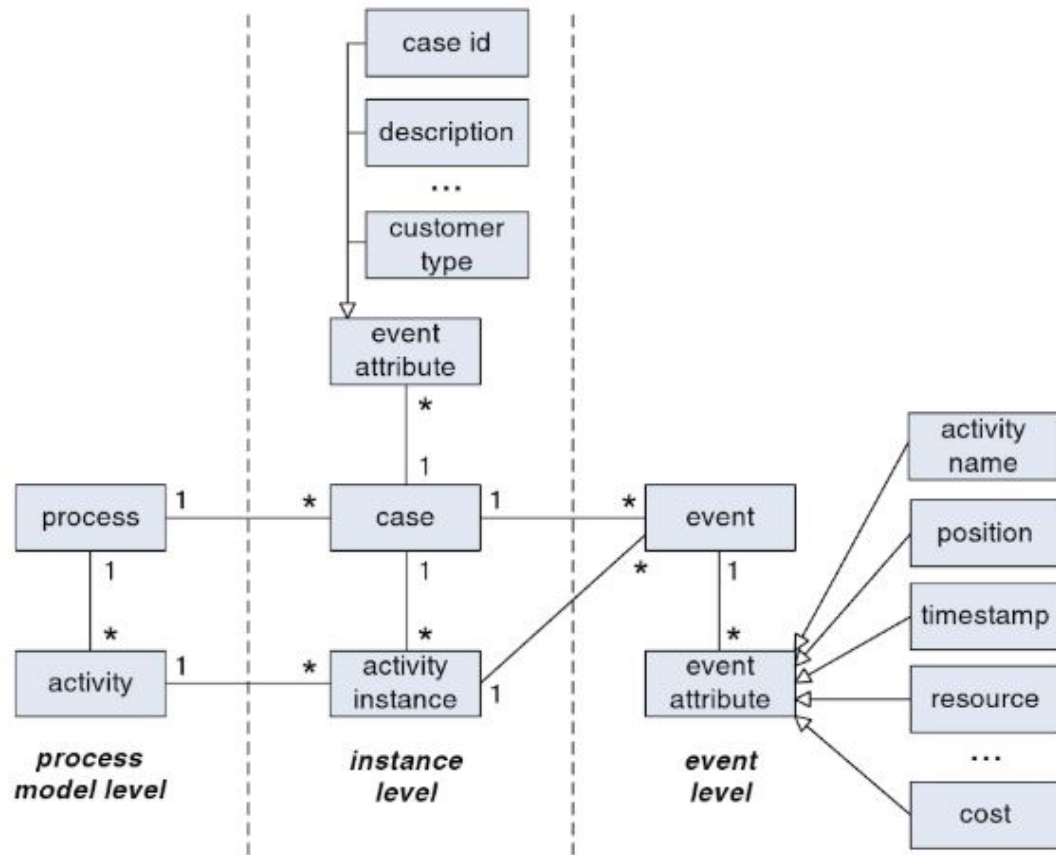 case id
description
...
customer
type
event
attribute
*
1
activity
name
process
1
*
case
1
*
event
position
1
1
*
1
timestamp
*
*
*
activity
1
*
activity
instance
1
event
attribute
resource
...
process
model level
instance
level
event
level
cost